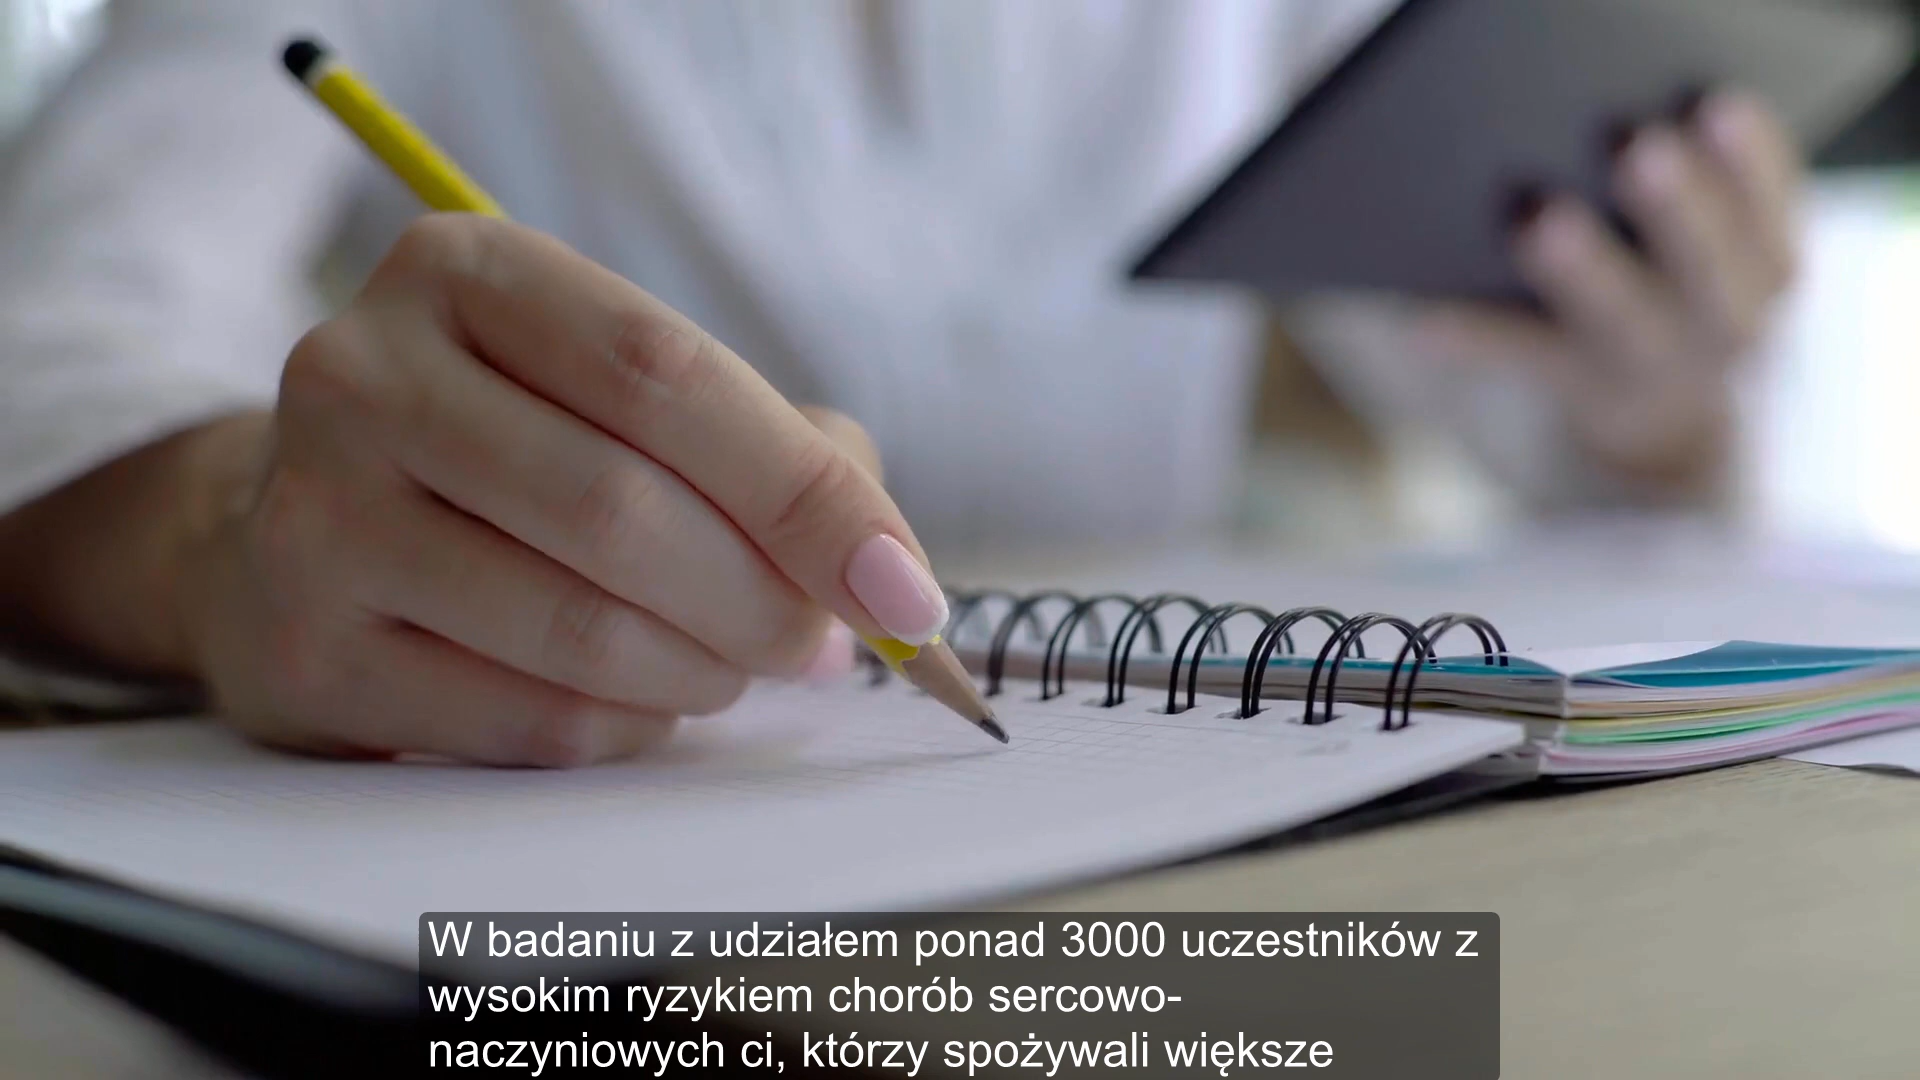 W badaniu z udziałem ponad 3000 uczestników z
wysokim ryzykiem chorób sercowo-
naczyniowych ci, którzy spożywali większe